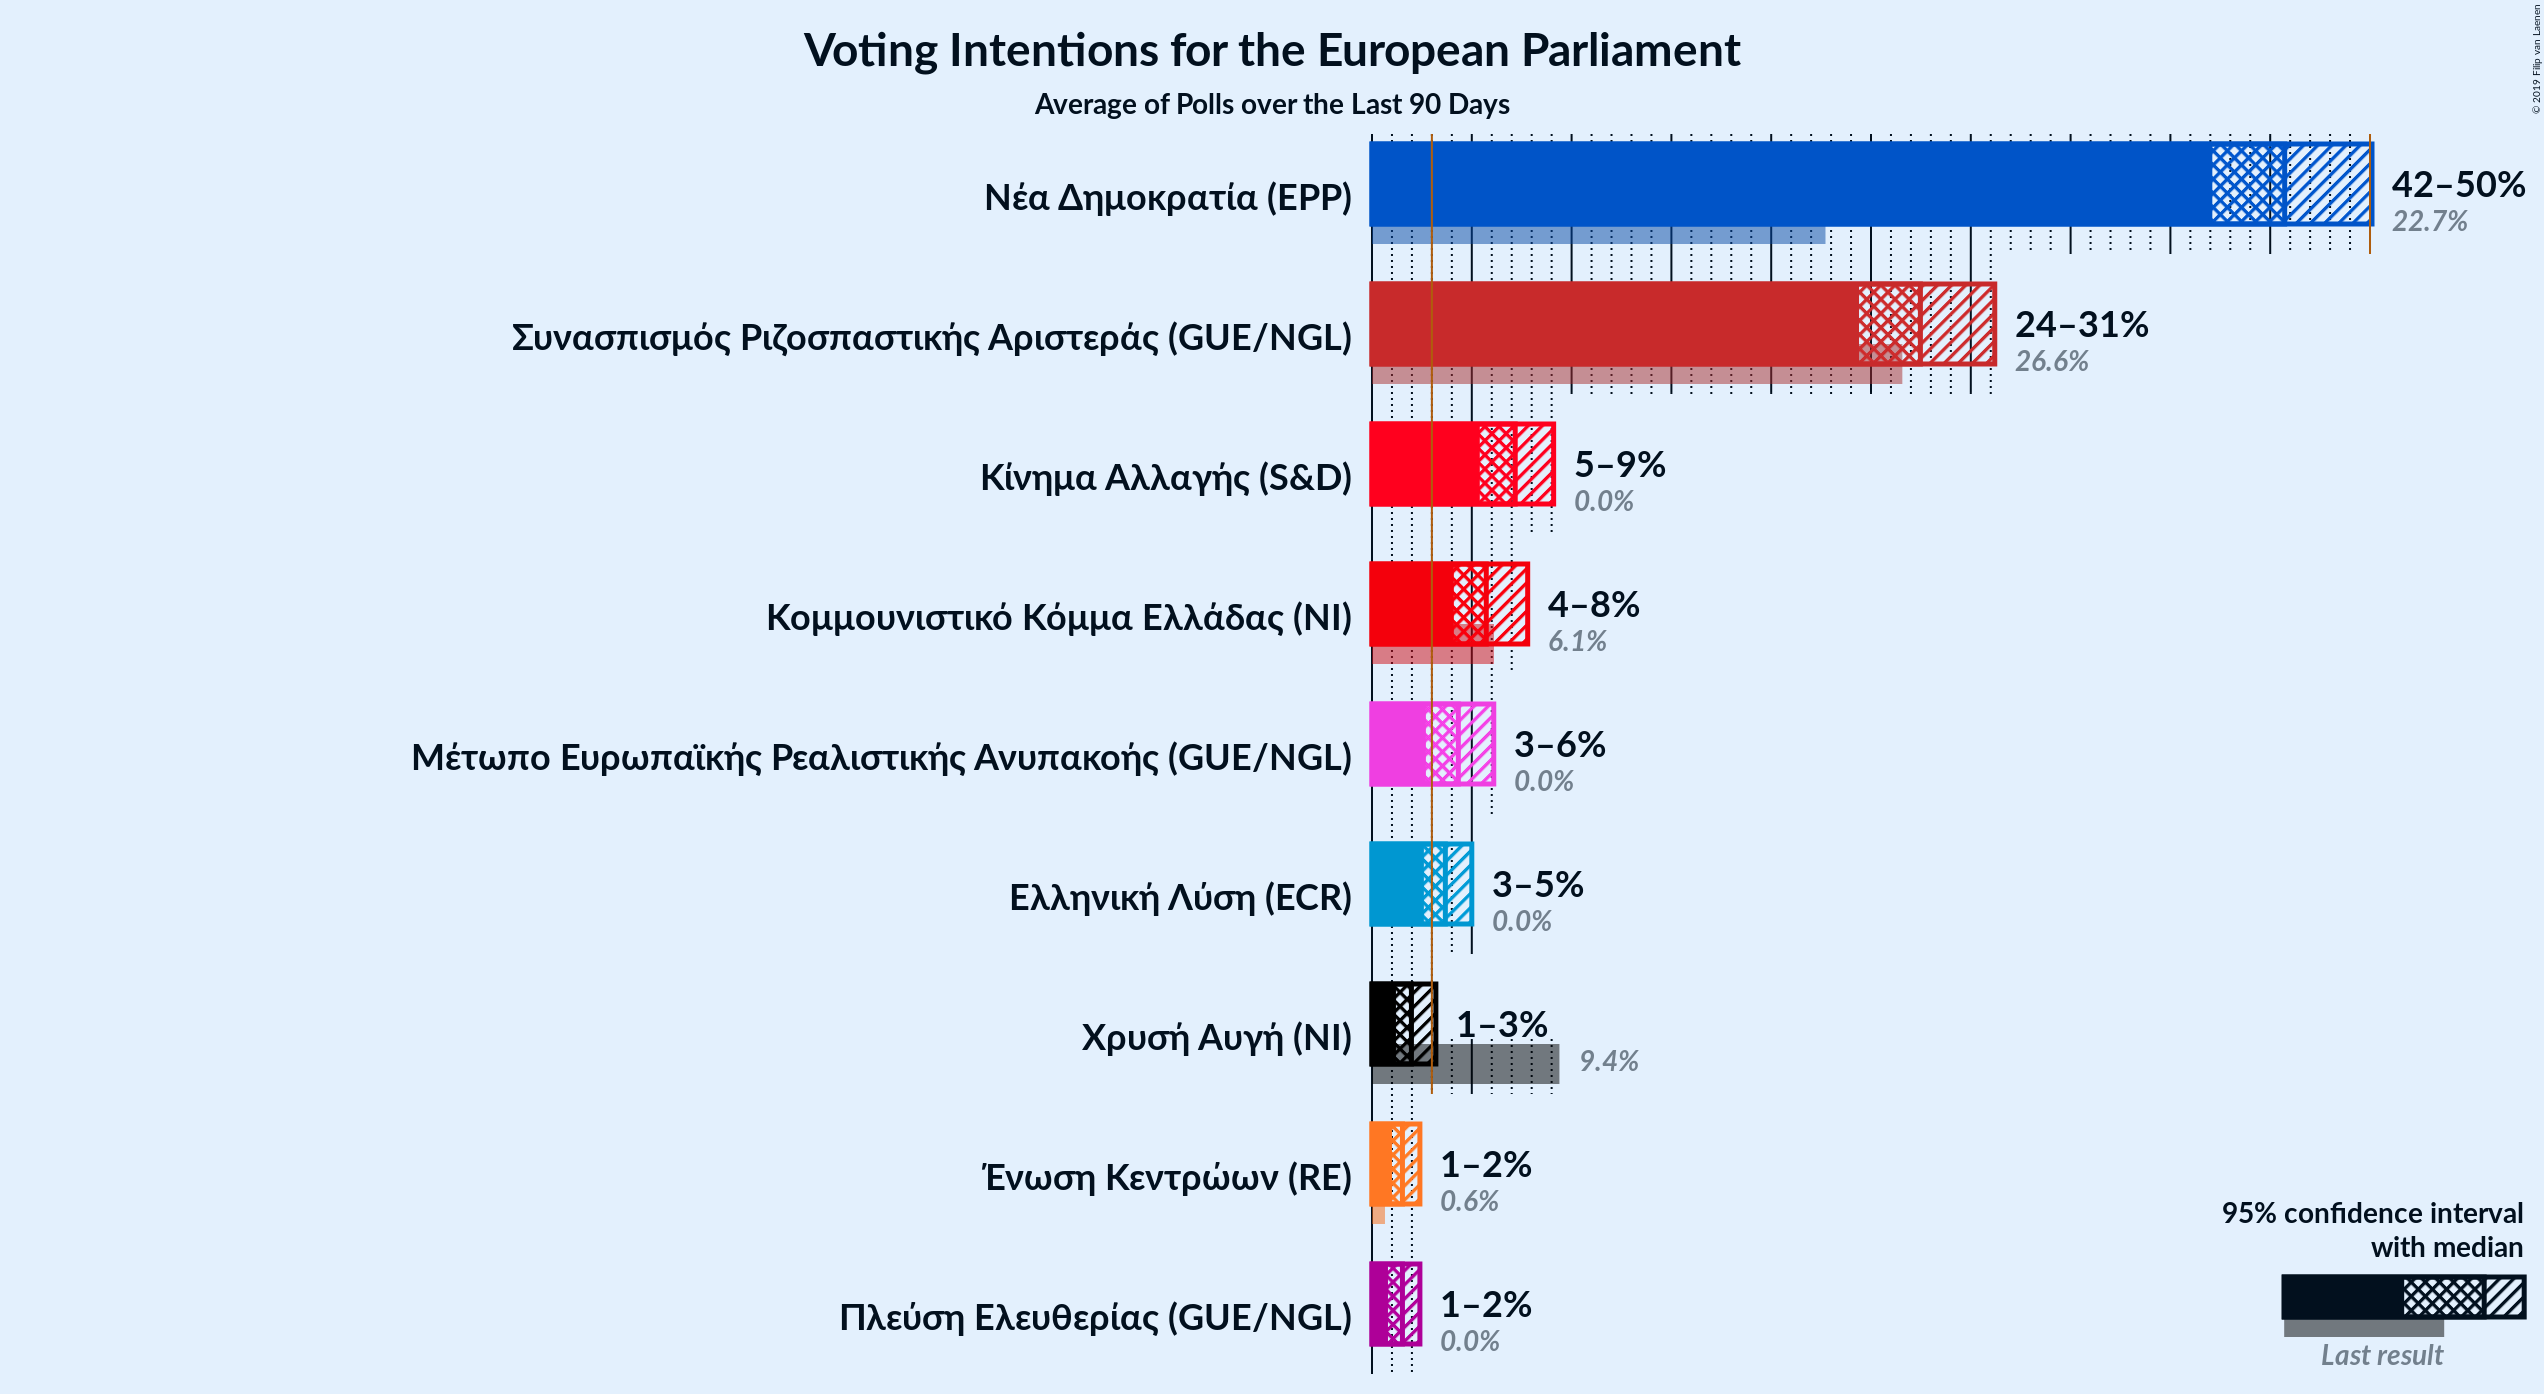 Voting Intentions for the European Parliament
Average of Polls over the Last 90 Days
© 2019 Filip van Laenen
Νέα Δημοκρατία (EPP)
42–50%
22.7%
Συνασπισμός Ριζοσπαστικής Αριστεράς (GUE/NGL)
24–31%
26.6%
Κίνημα Αλλαγής (S&D)
5–9%
0.0%
Κομμουνιστικό Κόμμα Ελλάδας (NI)
4–8%
6.1%
Μέτωπο Ευρωπαϊκής Ρεαλιστικής Ανυπακοής (GUE/NGL)
3–6%
0.0%
Ελληνική Λύση (ECR)
3–5%
0.0%
Χρυσή Αυγή (NI)
1–3%
9.4%
Ένωση Κεντρώων (RE)
1–2%
0.6%
Πλεύση Ελευθερίας (GUE/NGL)
1–2%
0.0%
95% confidence interval
with median
Last result